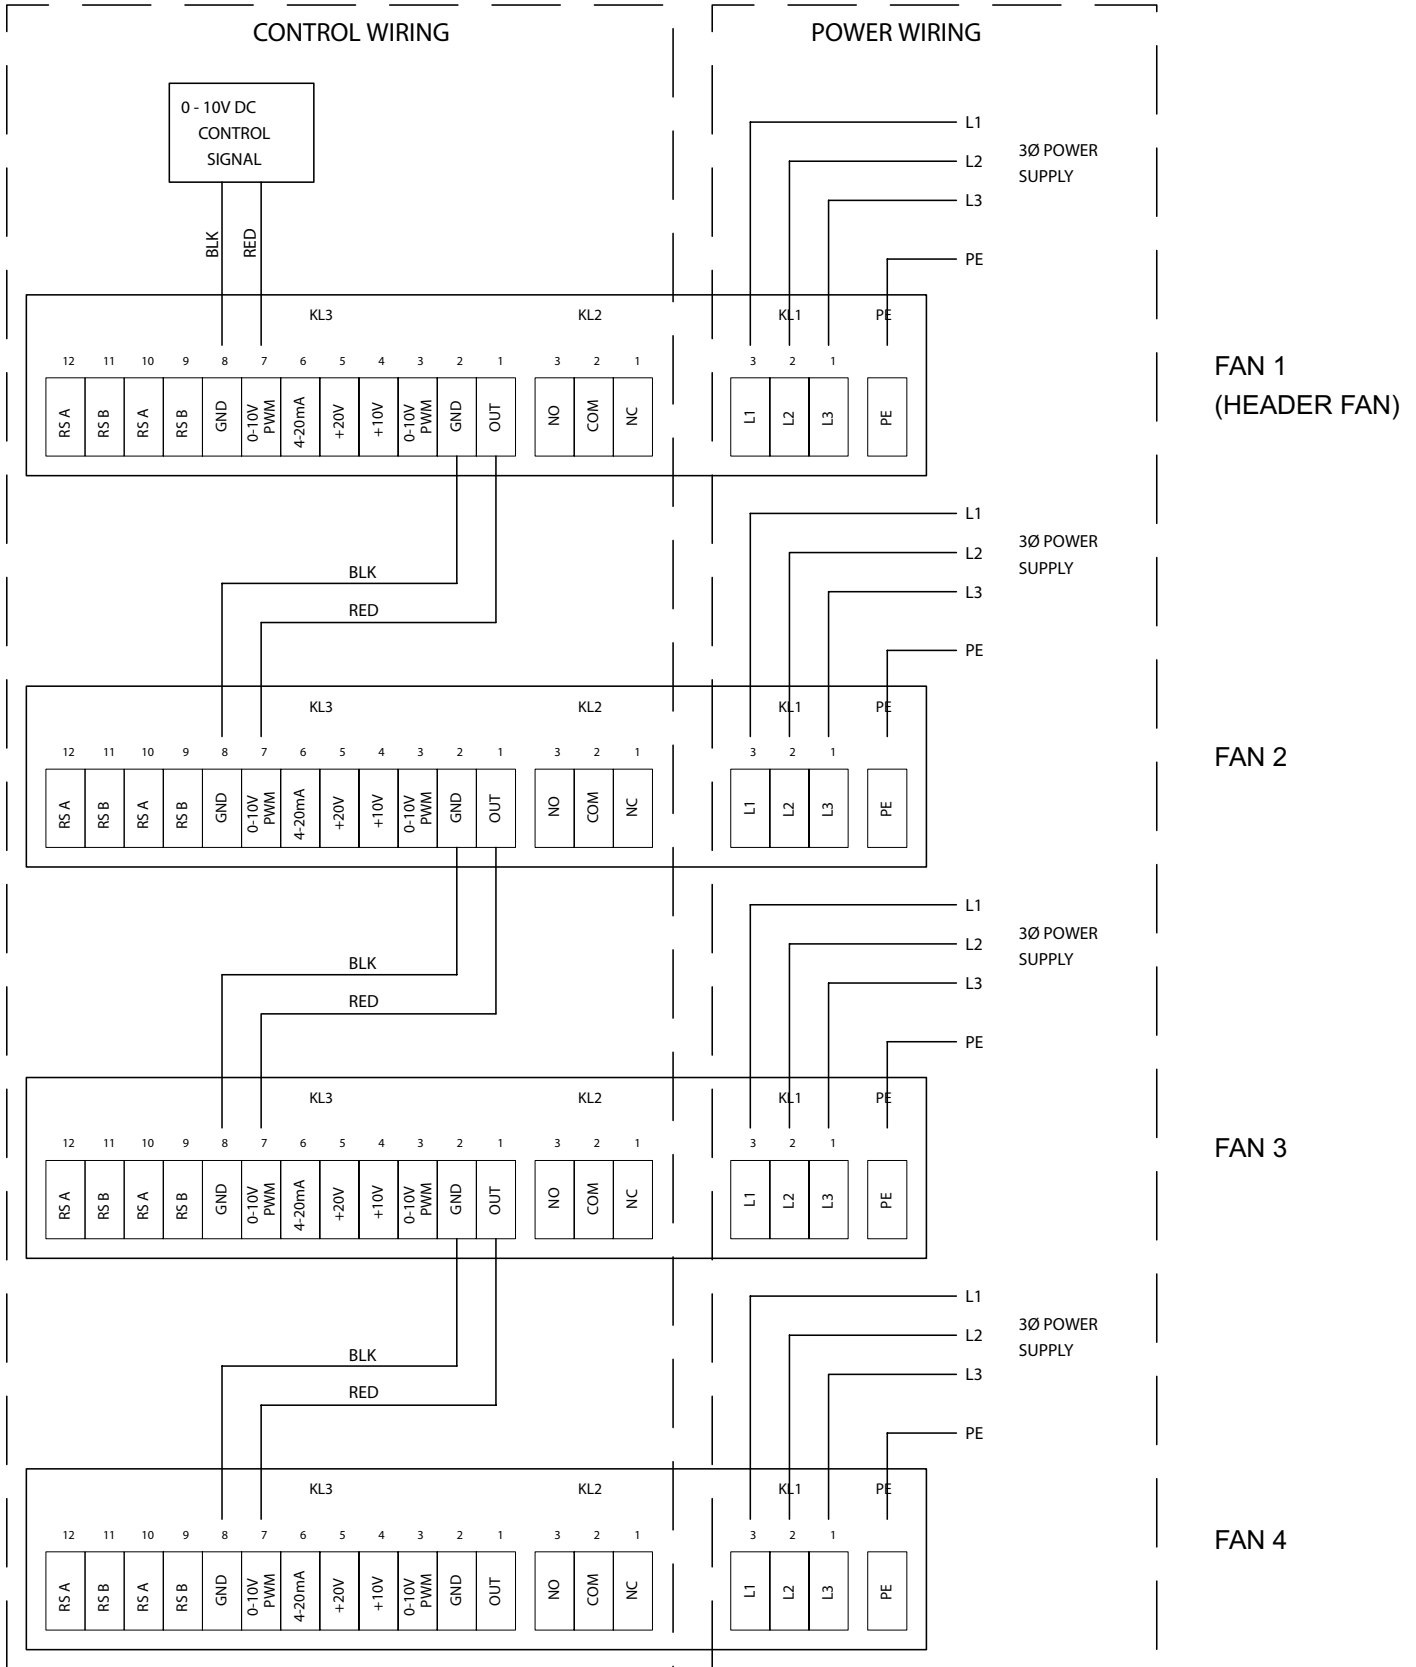 CONTROL WIRING
POWER WIRING
0 - 10V DC
CONTROL
SIGNAL
BLK
RED
L1
L2
L3
PE
3Ø POWER
SUPPLY
KL3
KL2
KL1
PE
12 11 10 9 8 7 6 5 4 3 2 1
3 2 1
3 2 1
RS A
RS B
RS A
RS B
GND
0-10V
PWM
4-20mA
+20V
+10V
0-10V
PWM
GND
OUT
NO
COM
NC
L1
L2
L3
PE
FAN 1
(HEADER FAN)
BLK
RED
L1
L2
L3
PE
3Ø POWER
SUPPLY
KL3
KL2
KL1
PE
12 11 10 9 8 7 6 5 4 3 2 1
3 2 1
3 2 1
RS A
RS B
RS A
RS B
GND
0-10V
PWM
4-20mA
+20V
+10V
0-10V
PWM
GND
OUT
NO
COM
NC
L1
L2
L3
PE
FAN 2
BLK
RED
L1
L2
L3
PE
3Ø POWER
SUPPLY
KL3
KL2
KL1
PE
12 11 10 9 8 7 6 5 4 3 2 1
3 2 1
3 2 1
RS A
RS B
RS A
RS B
GND
0-10V
PWM
4-20mA
+20V
+10V
0-10V
PWM
GND
OUT
NO
COM
NC
L1
L2
L3
PE
FAN 3
BLK
RED
L1
L2
L3
PE
3Ø POWER
SUPPLY
KL3
KL2
KL1
PE
12 11 10 9 8 7 6 5 4 3 2 1
3 2 1
3 2 1
RS A
RS B
RS A
RS B
GND
0-10V
PWM
4-20mA
+20V
+10V
0-10V
PWM
GND
OUT
NO
COM
NC
L1
L2
L3
PE
FAN 4